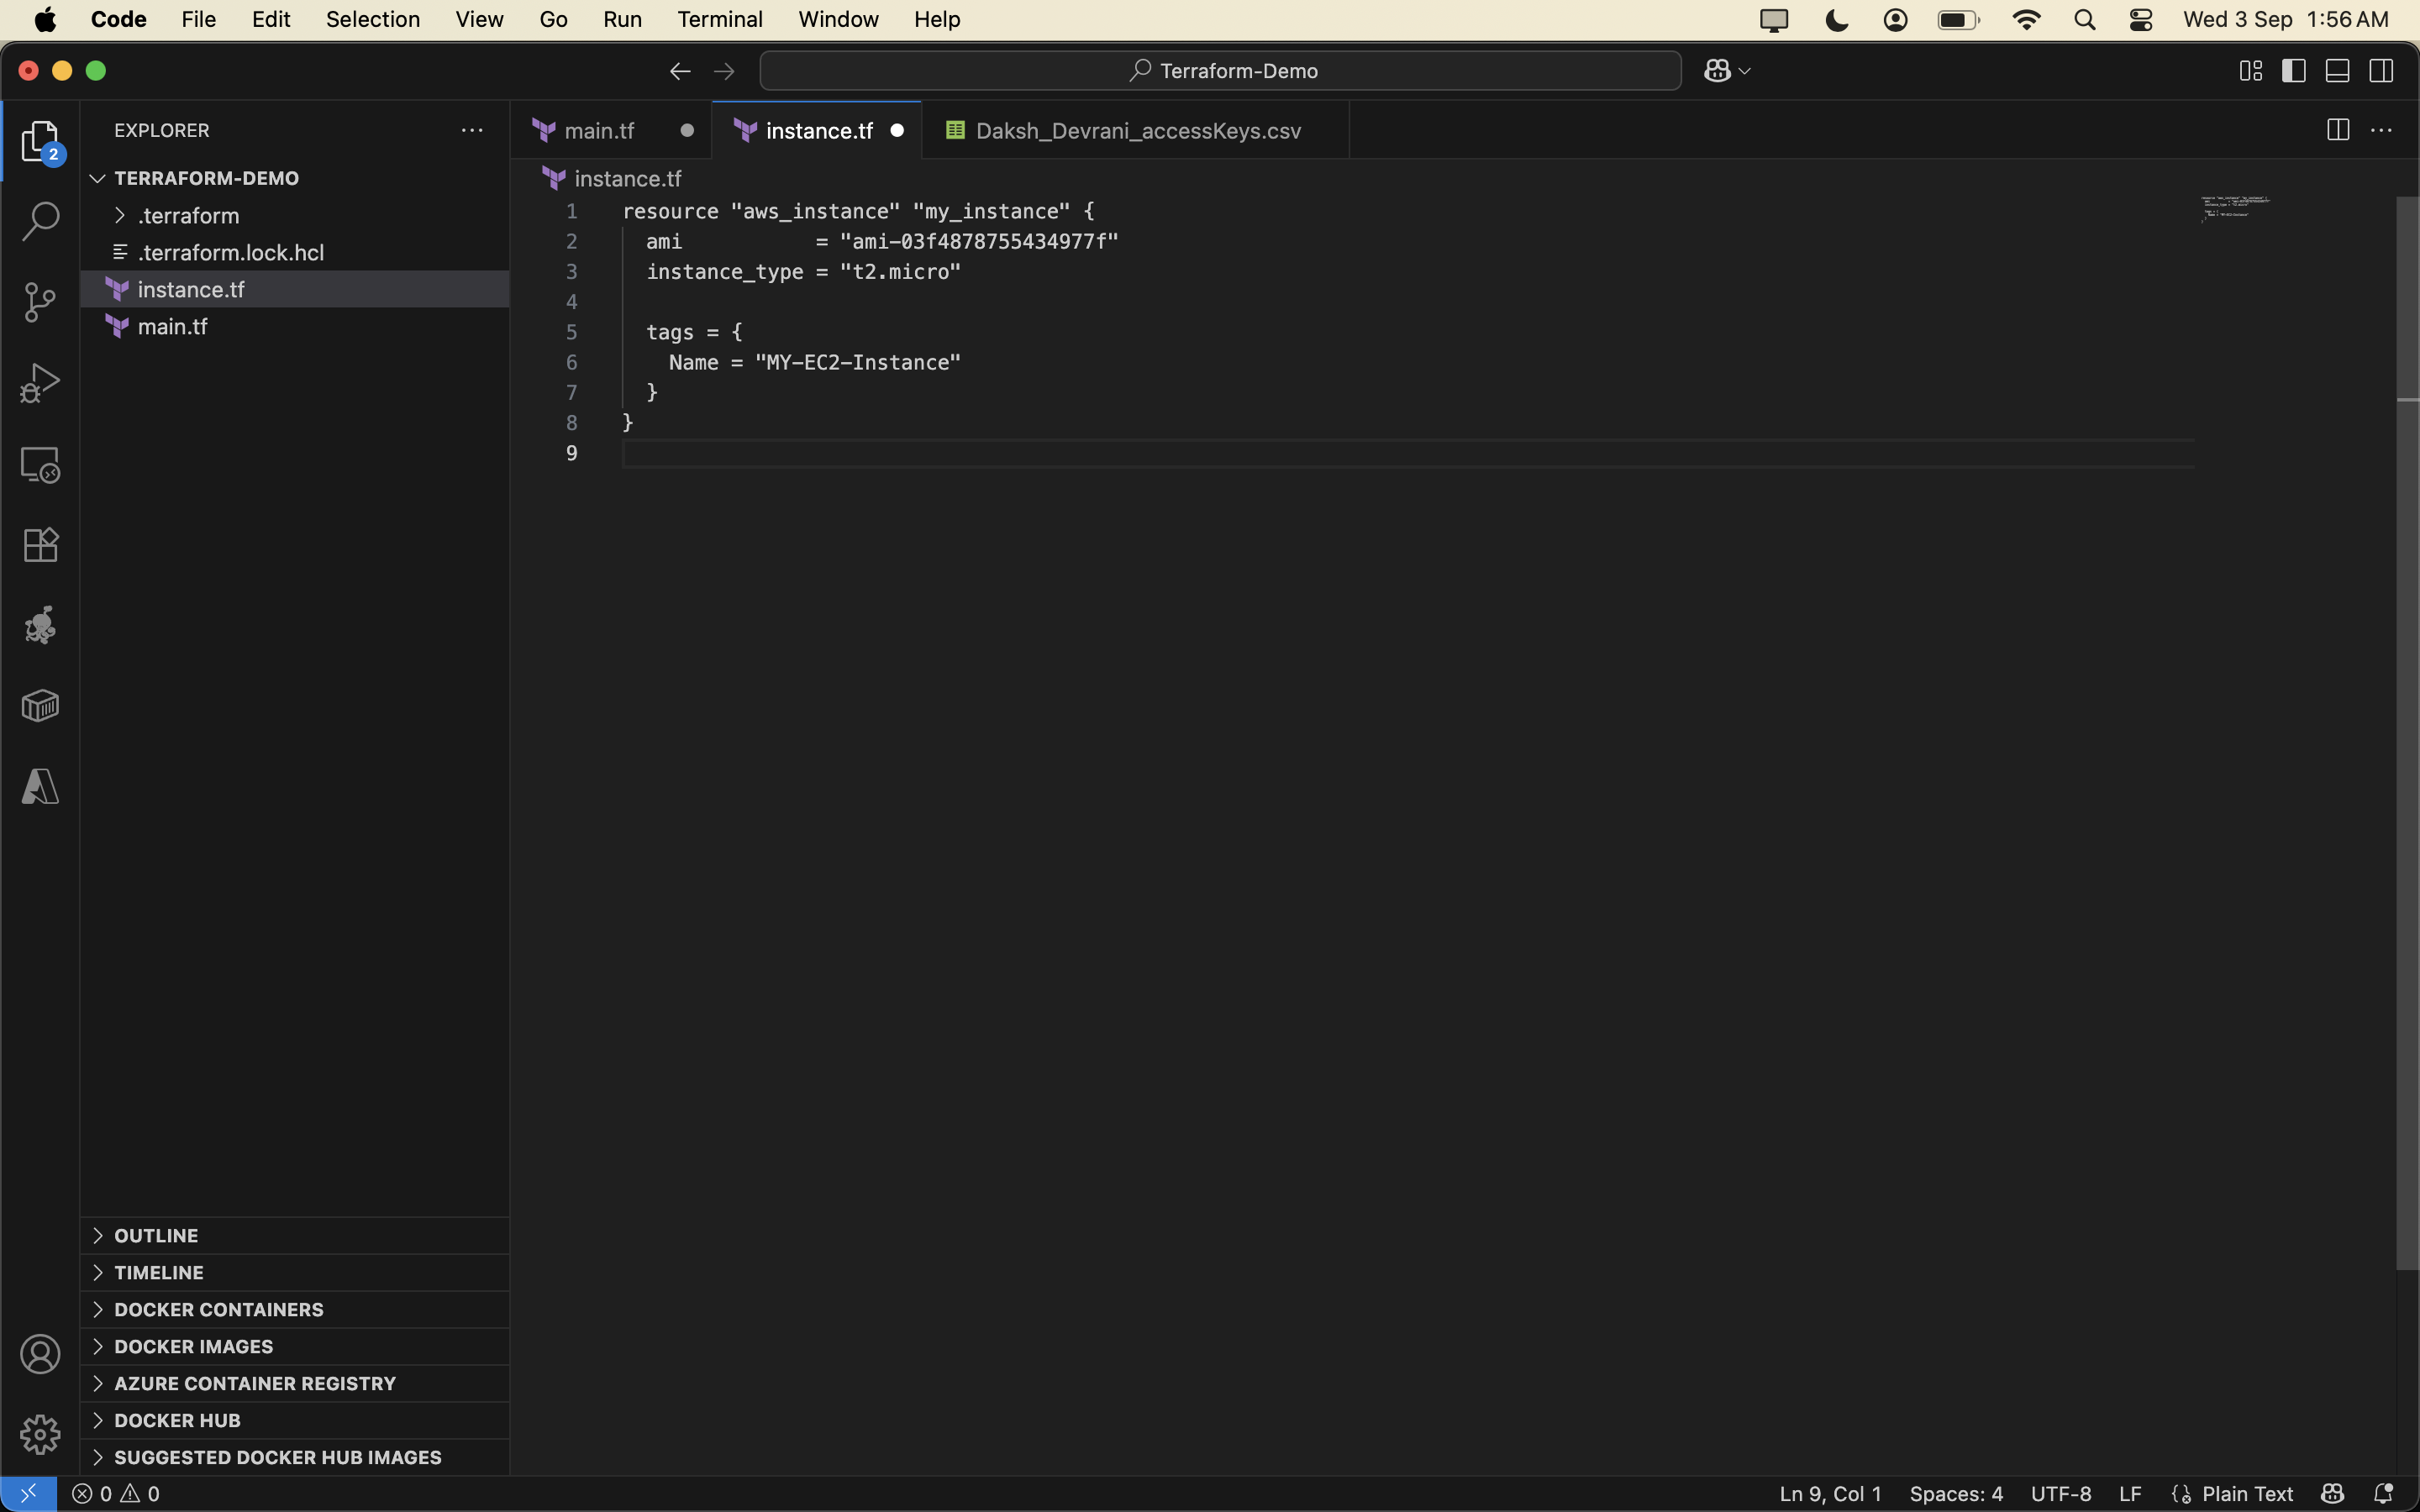 Code File Edit Selection View Go Run Terminal Window Help Wed 3 Sep 1:56 AM
Terraform-Demo
EXPLORER
main.tf instance.tf Daksh_Devrani_accessKeys.csv
2
TERRAFORM-DEMO
.terraform
.terraform.lock.hcl
instance.tf
main.tf
instance.tf
1 resource "aws_instance" "my_instance" {
2 ami = "ami-03f4878755434977f"
3 instance_type = "t2.micro"
4
5 tags = {
6 Name = "MY-EC2-Instance"
7 }
8 }
9
OUTLINE
TIMELINE
DOCKER CONTAINERS
DOCKER IMAGES
AZURE CONTAINER REGISTRY
DOCKER HUB
SUGGESTED DOCKER HUB IMAGES
0 0 Ln 9, Col 1 Spaces: 4 UTF-8 LF Plain Text